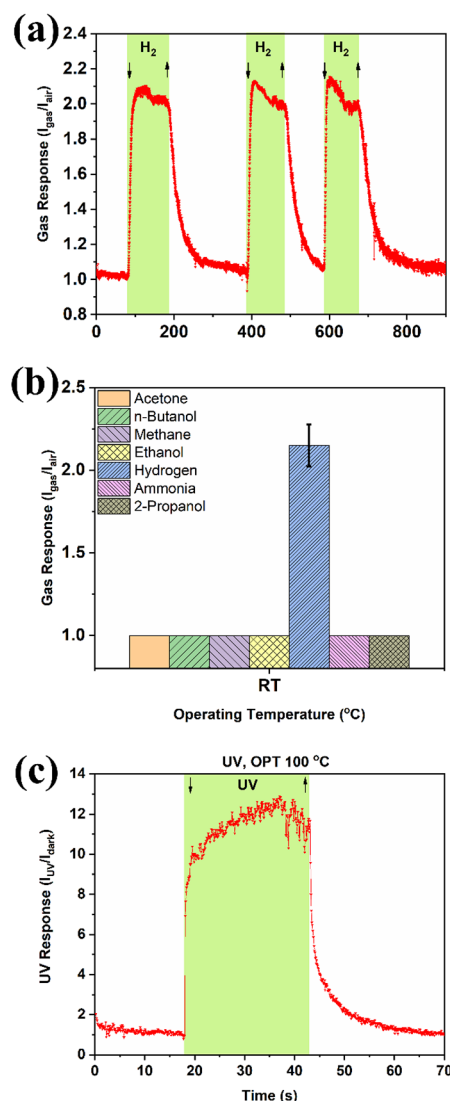 (a)
H2
H2
H2
Gas Response (Igas/Iair)
2.4
2.2
2.0
1.8
1.6
1.4
1.2
1.0
0.8
0
200
400
600
800
(b)
2.5
2.0
1.5
1.0
Gas Response (Igas/Iair)
Acetone
n-Butanol
Methane
Ethanol
Hydrogen
Ammonia
2-Propanol
RT
Operating Temperature (oC)
(c)
UV, OPT 100 oC
UV
UV Response (IUV/Idark)
14
12
10
8
6
4
2
0
0
10
20
30
40
50
60
70
Time (s)